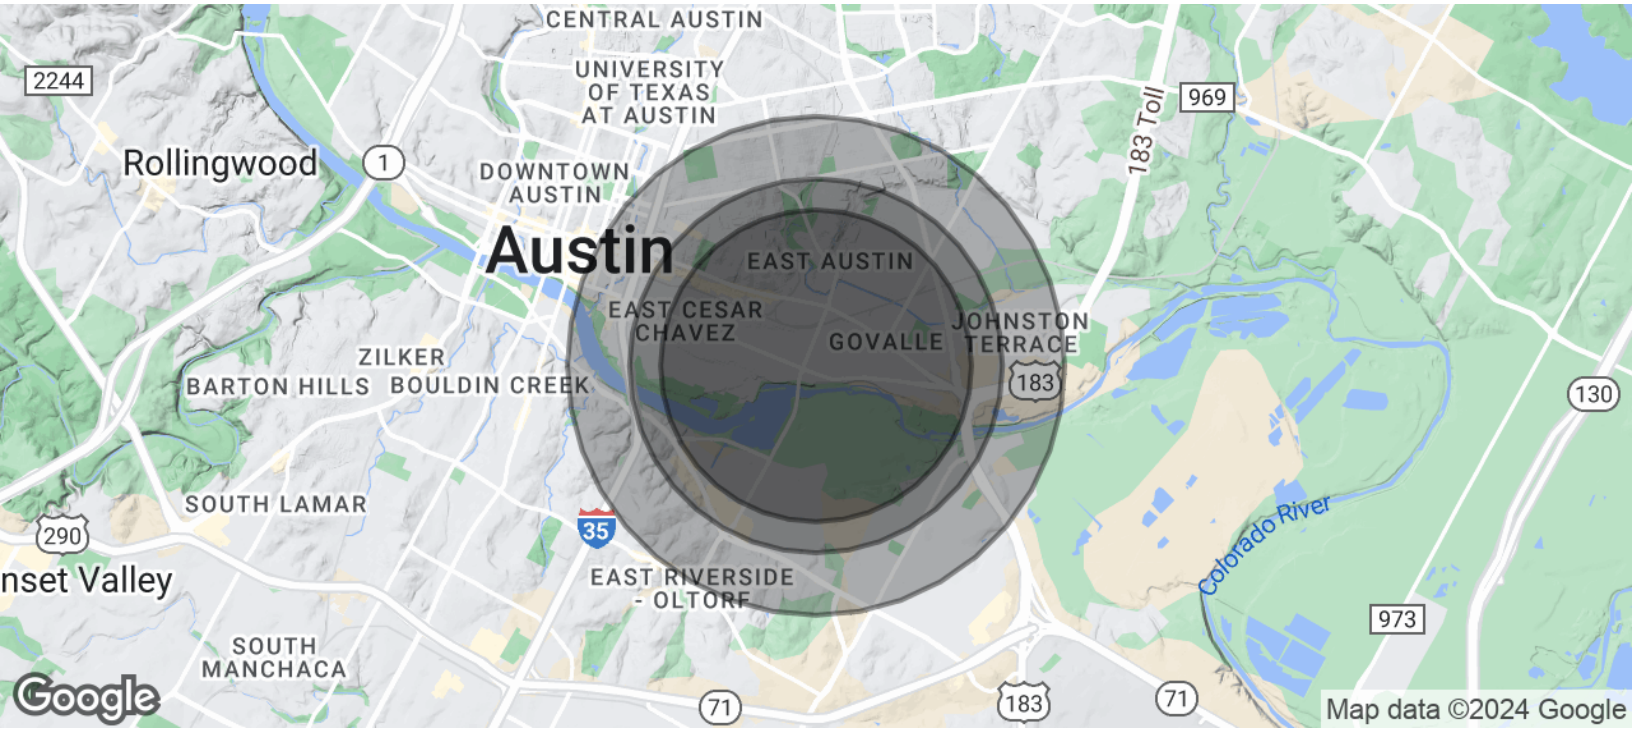 CENTRAL AUSTIN
2244
UNIVERSITY
OF TEXAS
AT AUSTIN
969
183 Toll
Rollingwood
1
DOWNTOWN
AUSTIN
Austin
EAST AUSTIN
EAST CESAR
CHAVEZ
GOVALLE
JOHNSTON
TERRACE
ZILKER
BARTON HILLS
BOULDIN CREEK
183
130
SOUTH LAMAR
290
35
Colorado River
nset Valley
EAST RIVERSIDE
- OLTORF
973
SOUTH
MANCHACA
Google
71
183
71
Map data ©2024 Google